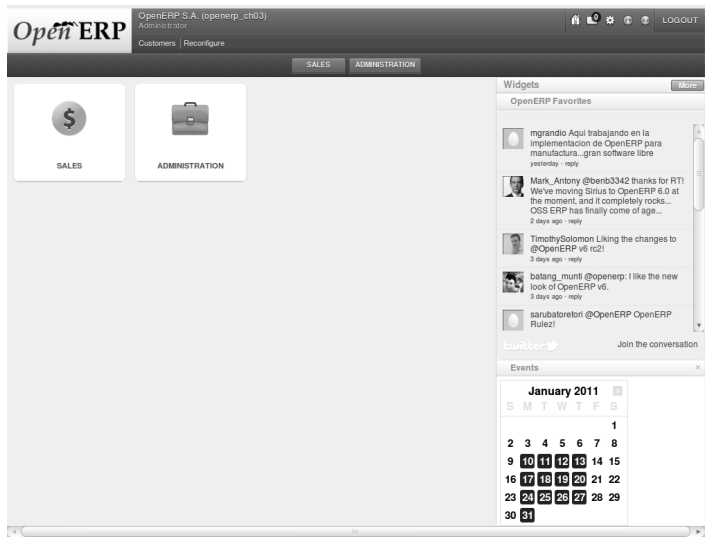 Open ERP
OpenERP S.A. (openerp_ch03)
Administrator
Customers | Reconfigure
0
LOGOUT
SALES
ADMINISTRATION
SALES
ADMINISTRATION
Widgets
More
OpenERP Favorites
mgrandio Aqui trabajando en la
implementacion de OpenERP para
manufactura...gran software libre
yesterday · reply
Mark_Antony @benb3342 thanks for RT!
We've moving Sirius to OpenERP 6.0 at
the moment, and it completely rocks...
OSS ERP has finally come of age...
2 days ago · reply
TimothySolomon Liking the changes to
@OpenERP v6 rc2!
3 days ago · reply
batang_munti @openerp: I like the new
look of OpenERP v6.
3 days ago · reply
sarubatoretori @OpenERP OpenERP
Rulez!
twitter
Join the conversation
Events ×
January 2011 >
S M T W T F S
1
2 3 4 5 6 7 8
9 10 11 12 13 14 15
16 17 18 19 20 21 22
23 24 25 26 27 28 29
30 31